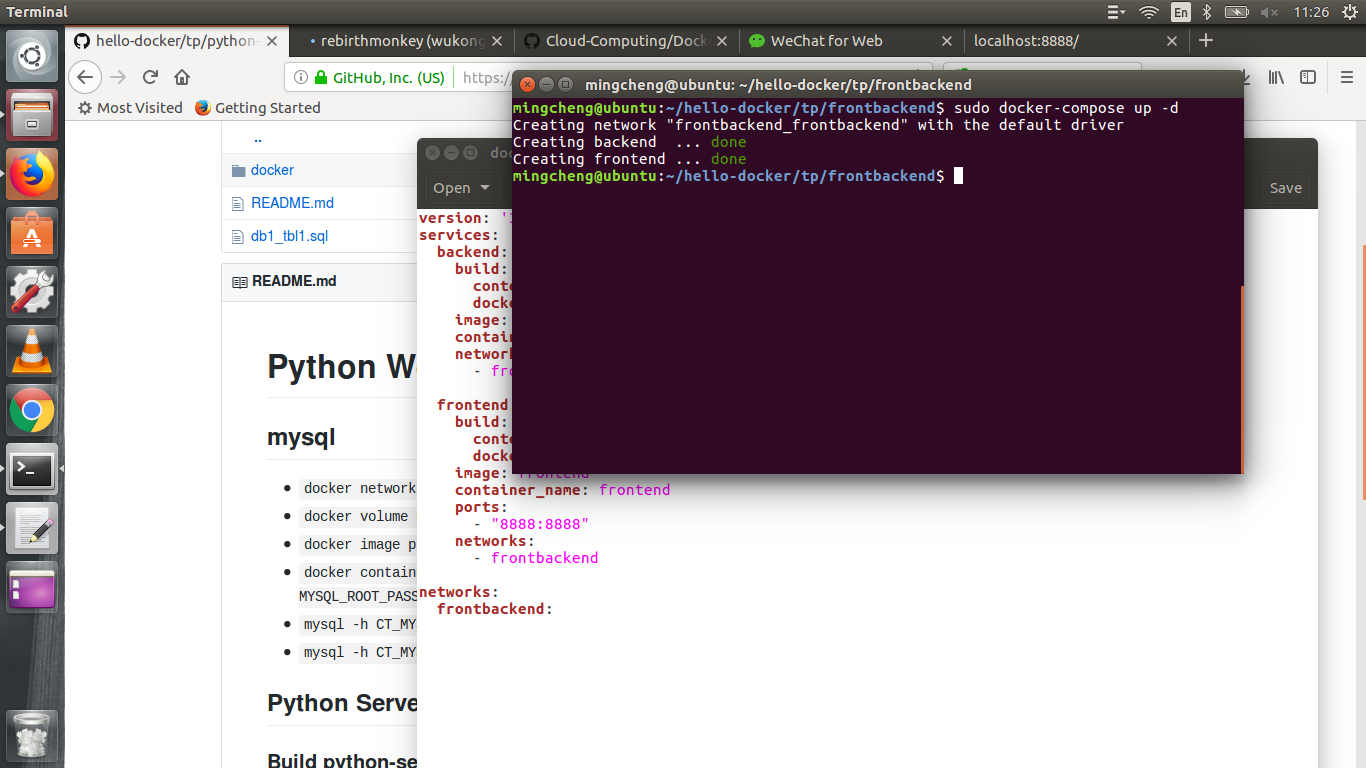 Terminal
En
11:26
hello-docker/tp/python-
rebirthmonkey (wukong
Cloud-Computing/Dock
WeChat for Web
localhost:8888/
GitHub, Inc. (US)
https:/
Most Visited
Getting Started
mingcheng@ubuntu: ~/hello-docker/tp/frontbackend
mingcheng@ubuntu:~/hello-docker/tp/frontbackend$ sudo docker-compose up -d
Creating network "frontbackend_frontbackend" with the default driver
Creating backend  ... done
Creating frontend ... done
mingcheng@ubuntu:~/hello-docker/tp/frontbackend$
..
docker
README.md
db1_tbl1.sql
README.md
Python W
mysql
docker network
docker volume
docker image p
docker contain
MYSQL_ROOT_PASS
mysql -h CT_MY
mysql -h CT_MY
Python Serve
Build python-se
do
Open
Save
version: '
services:
  backend:
    build:
      conte
      docke
    image:
    contain
    network
      - fro
  frontend
    build:
      conte
      docke
    image: frontend
    container_name: frontend
    ports:
      - "8888:8888"
    networks:
      - frontbackend
networks:
  frontbackend: